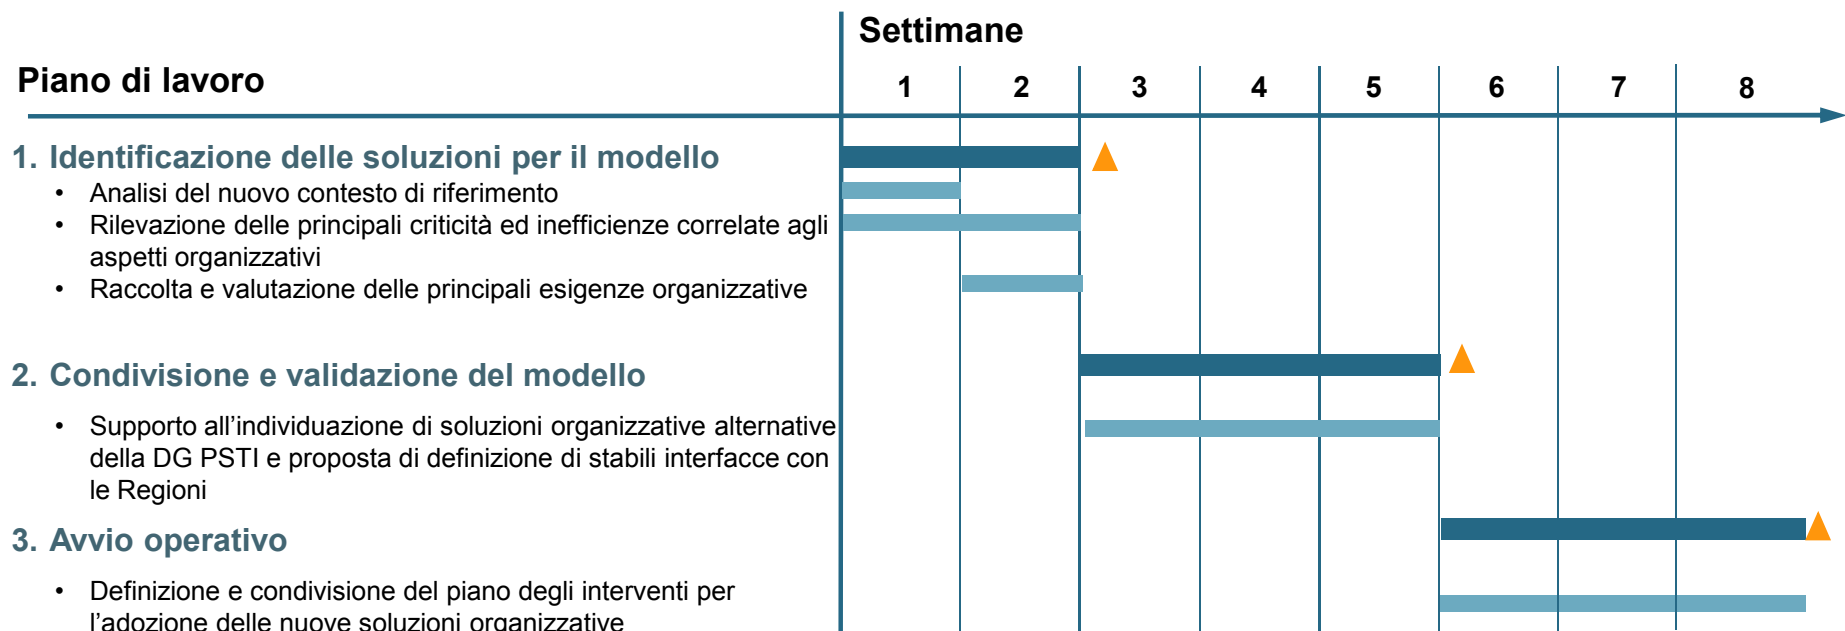 Settimane
Piano di lavoro
1 2 3 4 5 6 7 8
1. Identificazione delle soluzioni per il modello
• Analisi del nuovo contesto di riferimento
• Rilevazione delle principali criticità ed inefficienze correlate agli
aspetti organizzativi
• Raccolta e valutazione delle principali esigenze organizzative
2. Condivisione e validazione del modello
• Supporto all’individuazione di soluzioni organizzative alternative
della DG PSTI e proposta di definizione di stabili interfacce con
le Regioni
3. Avvio operativo
• Definizione e condivisione del piano degli interventi per
l’adozione delle nuove soluzioni organizzative